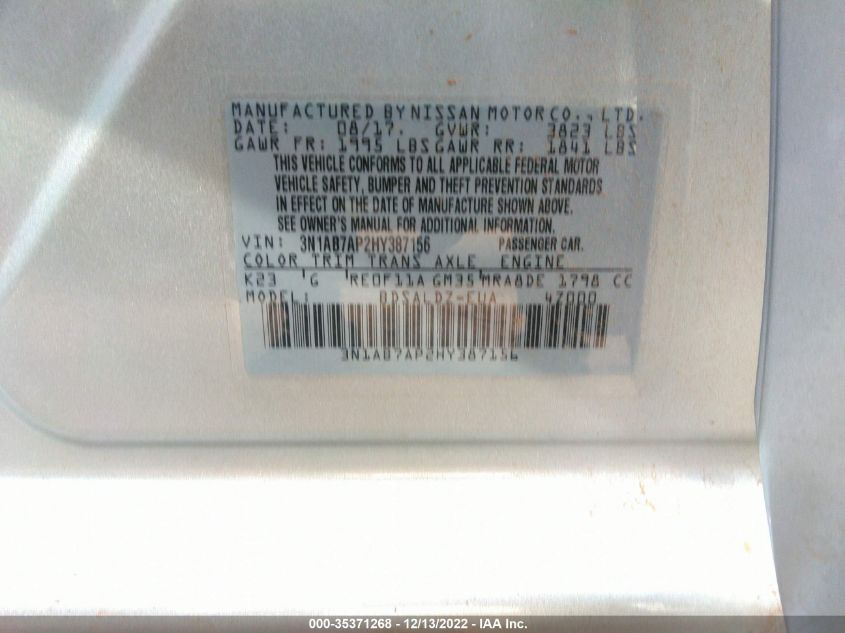 MANUFACTURED BY NISSAN MOTOR CO., LTD.
DATE: 08/17. GVWR: 3823 LBS
GAWR FR: 1995 LBS GAWR RR: 1841 LBS
THIS VEHICLE CONFORMS TO ALL APPLICABLE FEDERAL MOTOR
VEHICLE SAFETY, BUMPER AND THEFT PREVENTION STANDARDS
IN EFFECT ON THE DATE OF MANUFACTURE SHOWN ABOVE.
SEE OWNER'S MANUAL FOR ADDITIONAL INFORMATION.
VIN: 3N1AB7AP2HY387156 PASSENGER CAR.
COLOR TRIM TRANS AXLE ENGINE
K23 G RE0F11A GM35 MRA8DE 1798 CC
MODEL: BDSALDZ-EUA 4Z000
3N1AB7AP2HY387156
000-35371268 - 12/13/2022 - IAA Inc.